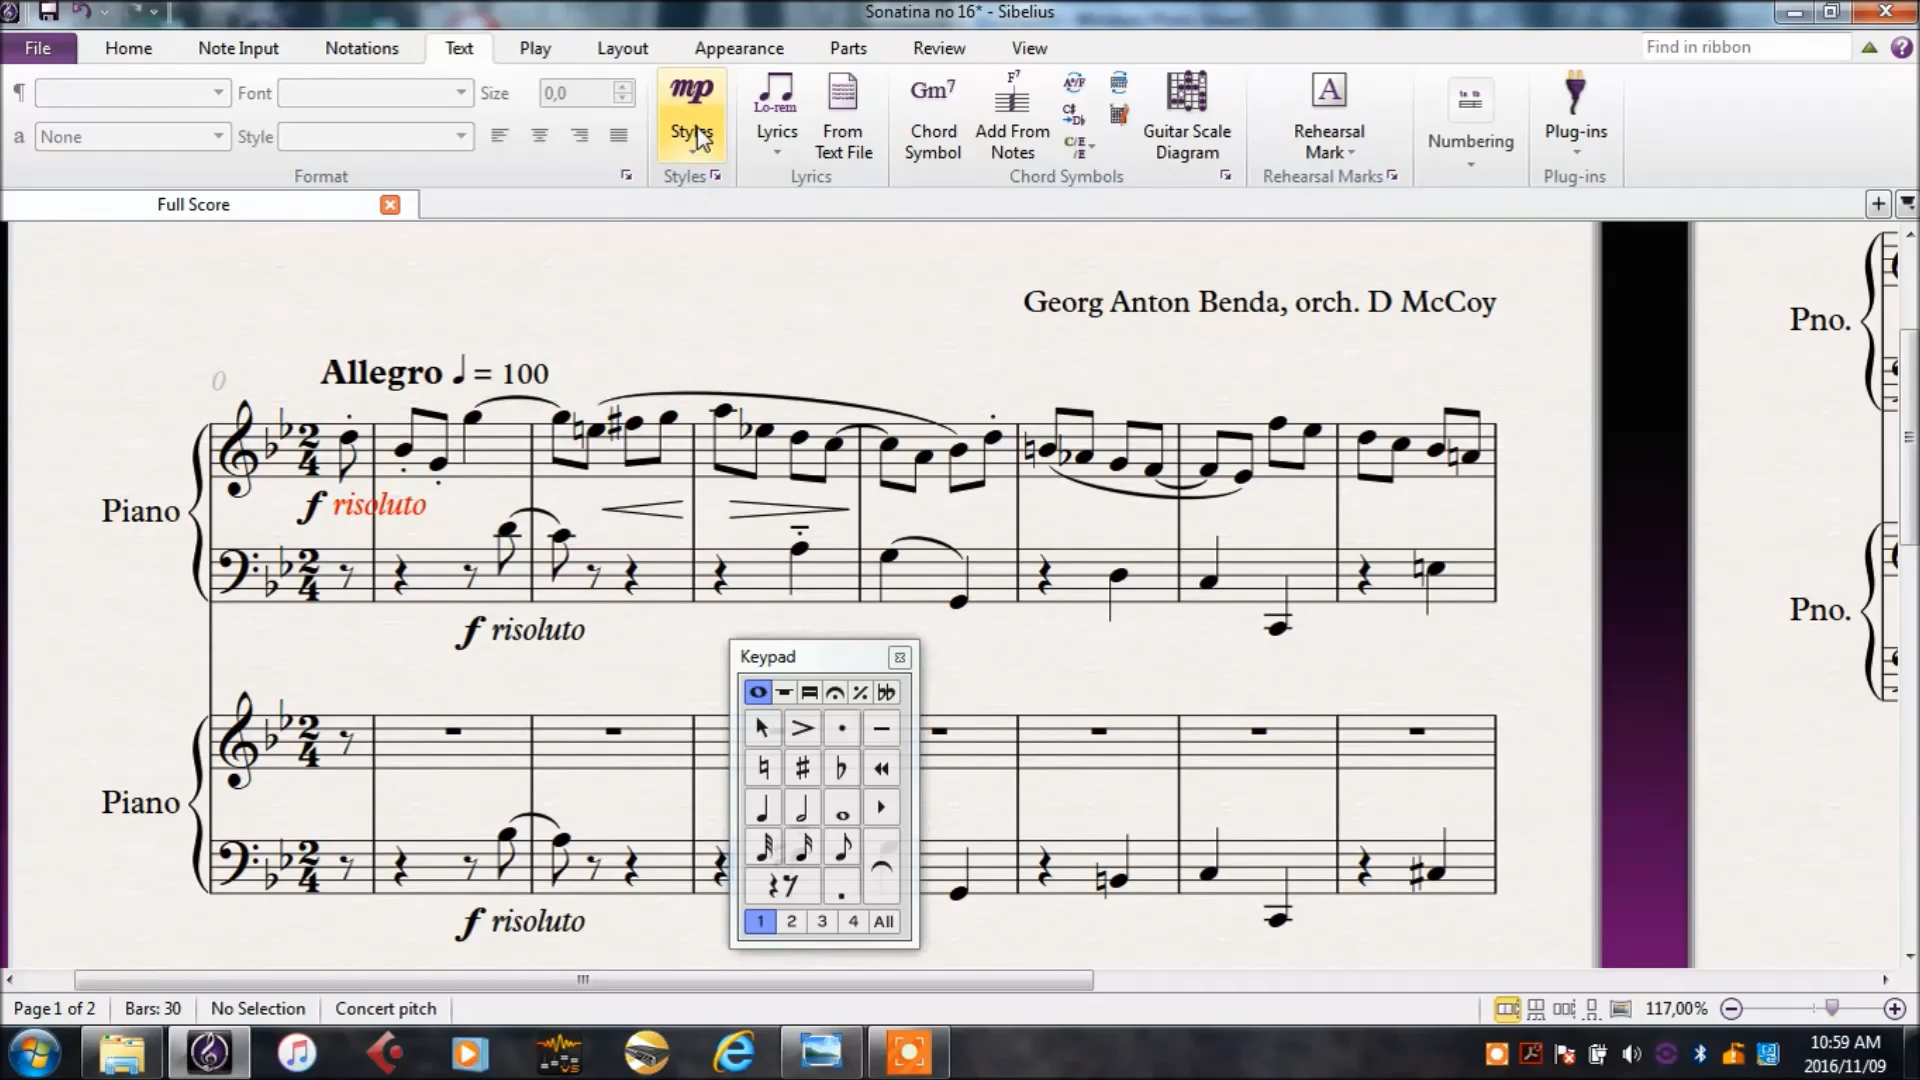 Sonatina no 16* - Sibelius
File Home Note Input Notations Text Play Layout Appearance Parts Review View Find in ribbon
Font Size 0,0
a None Style
Format
mp
Styles
Styles
Lo-rem
Lyrics
From
Text File
Lyrics
Gm7
Chord
Symbol
F7
Add From
Notes
Guitar Scale
Diagram
Chord Symbols
A
Rehearsal
Mark
Rehearsal Marks
Numbering
Plug-ins
Plug-ins
Full Score
Georg Anton Benda, orch. D McCoy
0
Allegro = 100
Piano
f risoluto
f risoluto
Piano
f risoluto
Pno.
Pno.
Keypad
1 2 3 4 All
Page 1 of 2 Bars: 30 No Selection Concert pitch 117,00%
10:59 AM
2016/11/09